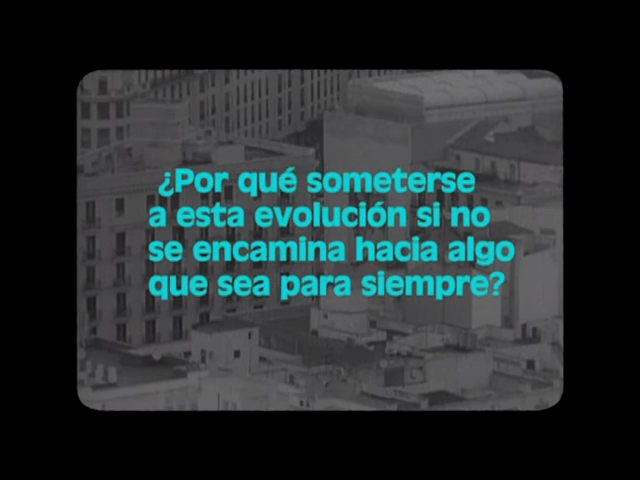 ¿Por qué someterse
a esta evolución si no
se encamina hacia algo
que sea para siempre?